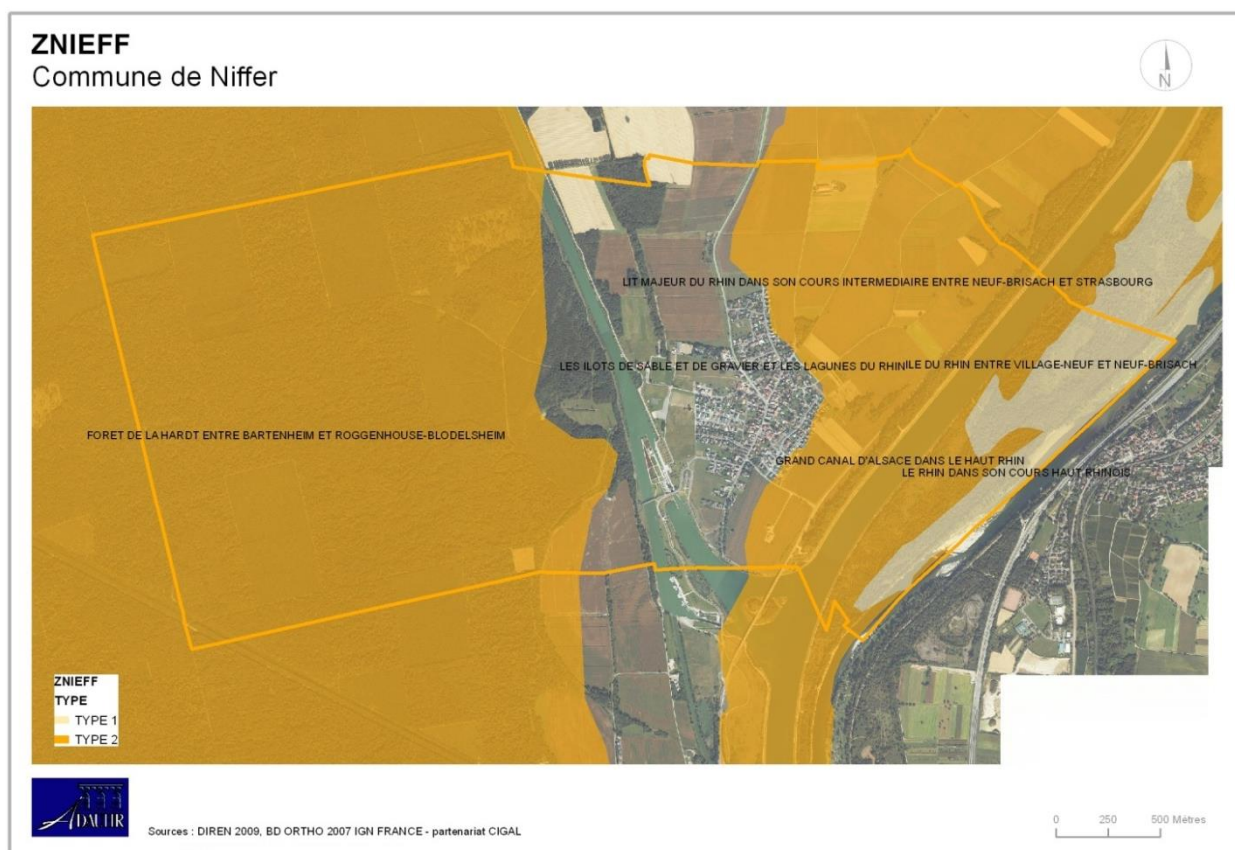 ZNIEFF
Commune de Niffer
N
LIT MAJEUR DU RHIN DANS SON COURS INTERMEDIAIRE ENTRE NEUF-BRISACH ET STRASBOURG
LES ILOTS DE SABLE ET DE GRAVIER ET LES LAGUNES DU RHIN
ILE DU RHIN ENTRE VILLAGE-NEUF ET NEUF-BRISACH
FORET DE LA HARDT ENTRE BARTENHEIM ET ROGGENHOUSE-BLODELSHEIM
GRAND CANAL D'ALSACE DANS LE HAUT RHIN
LE RHIN DANS SON COURS HAUT RHINOIS
ZNIEFF
TYPE
TYPE 1
TYPE 2
ADAUHR
Sources : DIREN 2009, BD ORTHO 2007 IGN FRANCE - partenariat CIGAL
0 250 500 Mètres